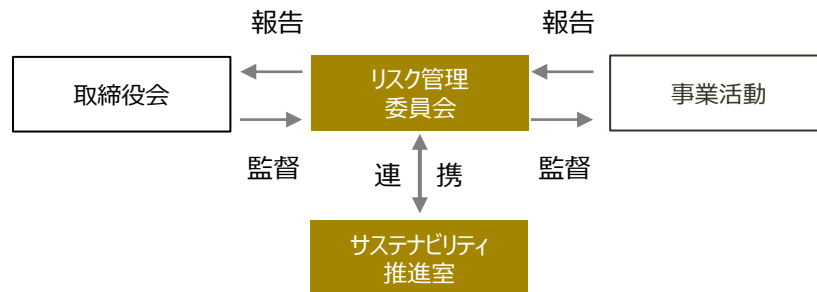 報告
報告
取締役会
リスク管理
委員会
事業活動
監督
連 携
監督
サステナビリティ
推進室